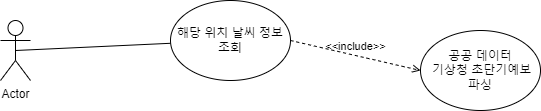 해당 위치 날씨 정보
조회
<<include>>
공공 데이터
기상청 초단기예보
파싱
Actor